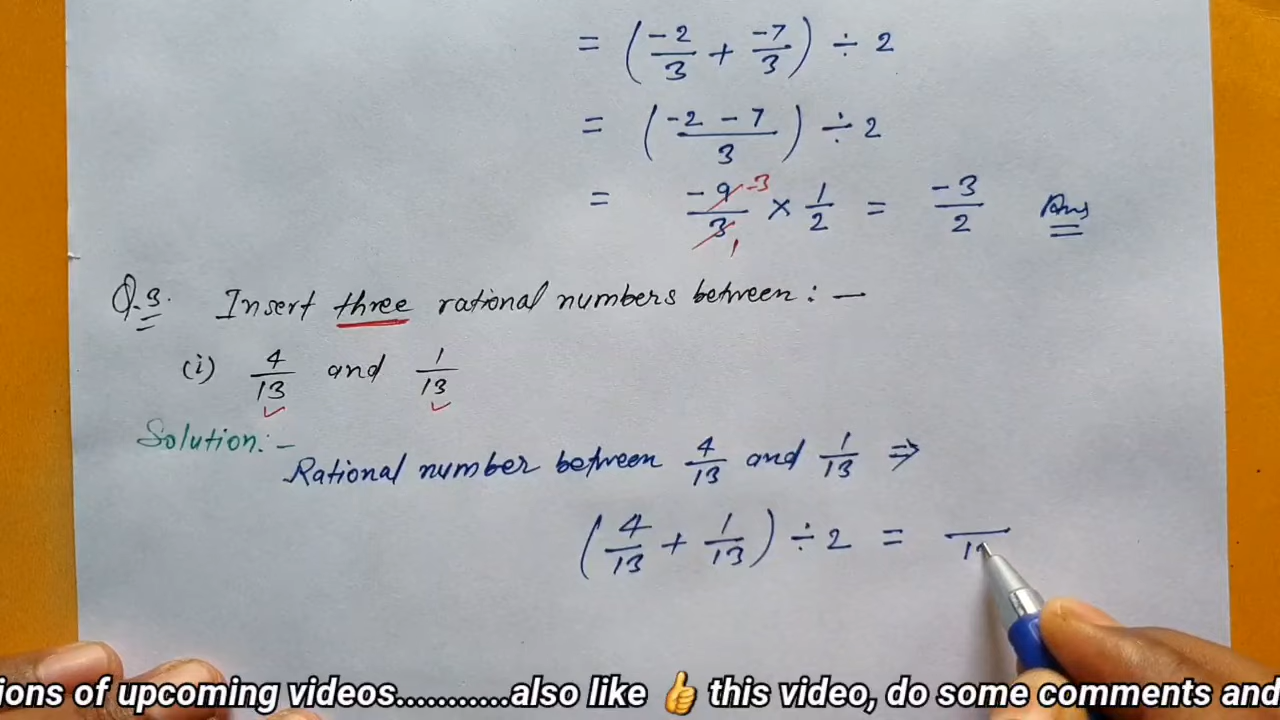 = (-2/3 + -7/3) ÷ 2
= (-2 - 7/3) ÷ 2
= -9/3 -3 1 × 1/2 = -3/2 Ans
Q.3. Insert three rational numbers between : —
(i) 4/13 and 1/13
Solution:-
Rational number between 4/13 and 1/13 ⇒
(4/13 + 1/13) ÷ 2 =
ions of upcoming videos...........also like 👍 this video, do some comments and